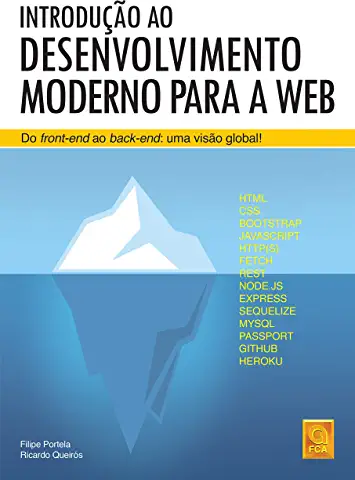 INTRODUÇÃO AO
DESENVOLVIMENTO
MODERNO PARA A WEB
Do front-end ao back-end: uma visão global!
HTML
CSS
BOOTSTRAP
JAVASCRIPT
HTTP(S)
FETCH
REST
NODE.JS
EXPRESS
SEQUELIZE
MYSQL
PASSPORT
GITHUB
HEROKU
Filipe Portela
Ricardo Queirós
FCA